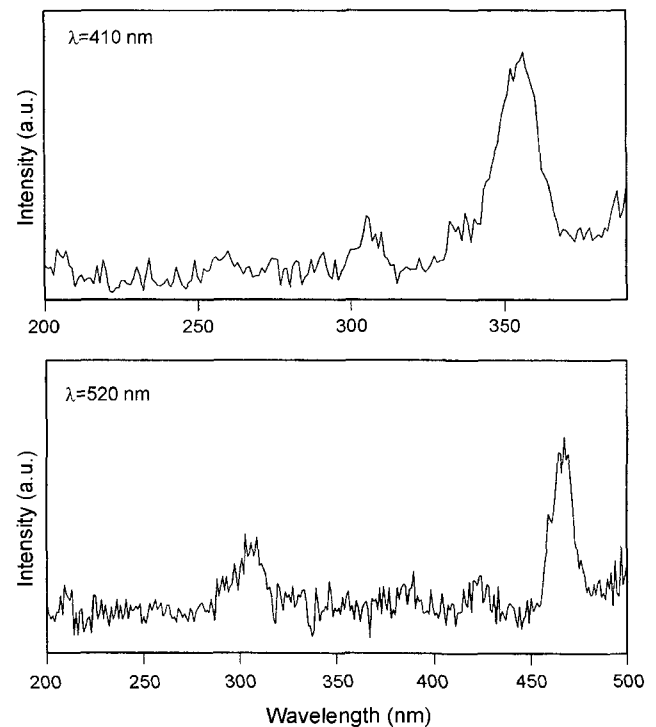 λ=410 nm
Intensity (a.u.)
200 250 300 350
λ=520 nm
Intensity (a.u.)
200 250 300 350 400 450 500
Wavelength (nm)